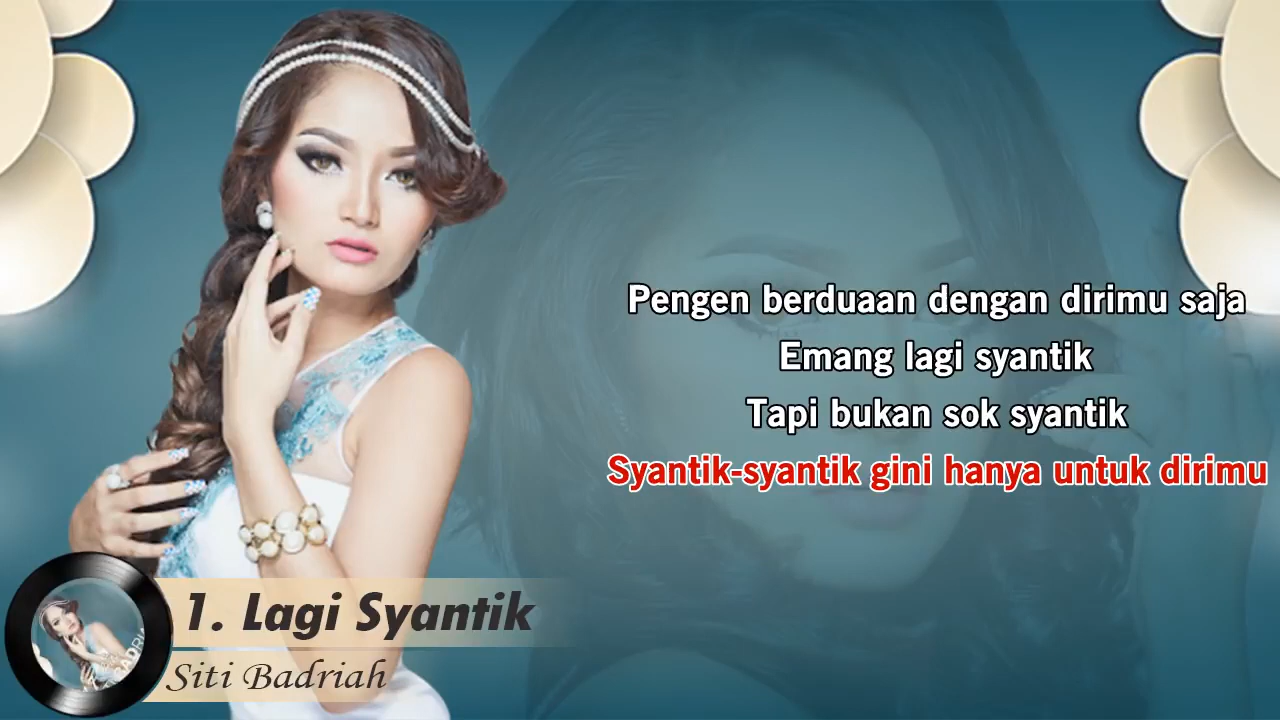 Pengen berduaan dengan dirimu saja
Emang lagi syantik
Tapi bukan sok syantik
Syantik-syantik gini hanya untuk dirimu
1. Lagi Syantik
Siti Badriah